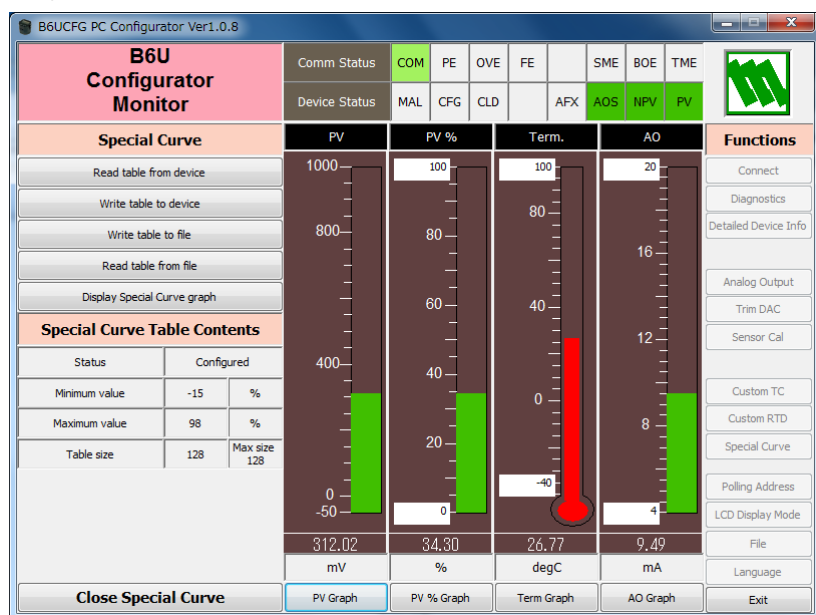 B6UCFG PC Configurator Ver1.0.8
B6U
Configurator
Monitor
Comm Status
COM
PE
OVE
FE
SME
BOE
TME
Device Status
MAL
CFG
CLD
AFX
AOS
NPV
PV
Special Curve
PV
PV %
Term.
AO
Functions
Read table from device
Write table to device
Write table to file
Read table from file
Display Special Curve graph
Special Curve Table Contents
Status
Configured
Minimum value
-15
%
Maximum value
98
%
Table size
128
Max size
128
Close Special Curve
1000
800
400
0
-50
312.02
mV
PV Graph
100
80
60
40
20
0
34.30
%
PV % Graph
100
80
40
0
-40
26.77
degC
Term Graph
20
16
12
8
4
9.49
mA
AO Graph
Connect
Diagnostics
Detailed Device Info
Analog Output
Trim DAC
Sensor Cal
Custom TC
Custom RTD
Special Curve
Polling Address
LCD Display Mode
File
Language
Exit